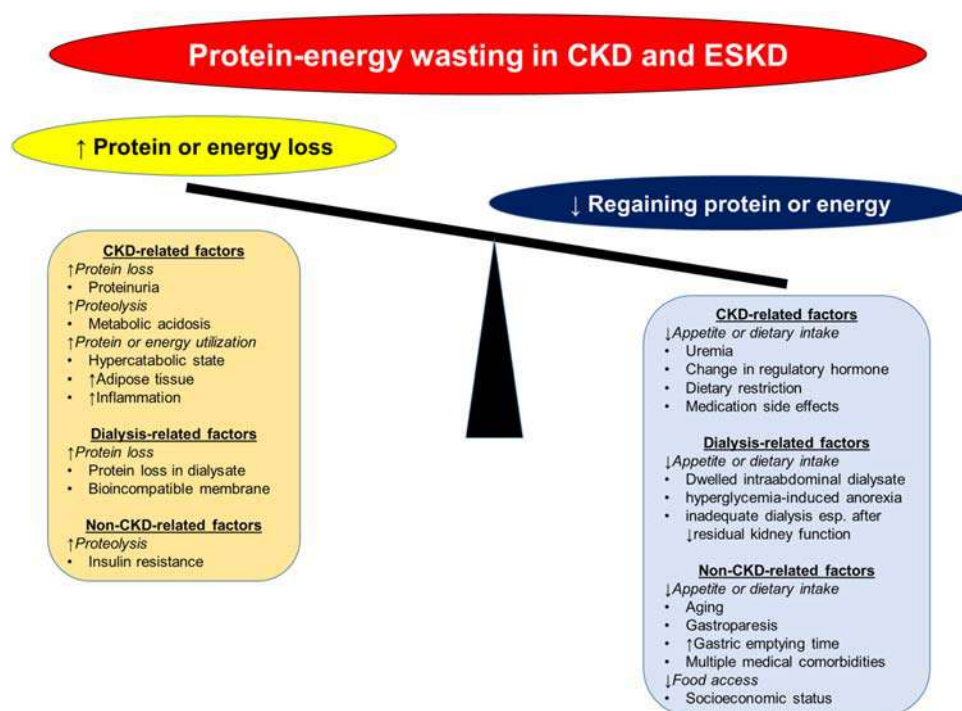 Protein-energy wasting in CKD and ESKD
↑ Protein or energy loss
↓ Regaining protein or energy
CKD-related factors
↑Protein loss
• Proteinuria
↑Proteolysis
• Metabolic acidosis
↑Protein or energy utilization
• Hypercatabolic state
• ↑Adipose tissue
• ↑Inflammation
Dialysis-related factors
↑Protein loss
• Protein loss in dialysate
• Bioincompatible membrane
Non-CKD-related factors
↑Proteolysis
• Insulin resistance
CKD-related factors
↓Appetite or dietary intake
• Uremia
• Change in regulatory hormone
• Dietary restriction
• Medication side effects
Dialysis-related factors
↓Appetite or dietary intake
• Dwelled intraabdominal dialysate
• hyperglycemia-induced anorexia
• inadequate dialysis esp. after
↓residual kidney function
Non-CKD-related factors
↓Appetite or dietary intake
• Aging
• Gastroparesis
• ↑Gastric emptying time
• Multiple medical comorbidities
↓Food access
• Socioeconomic status